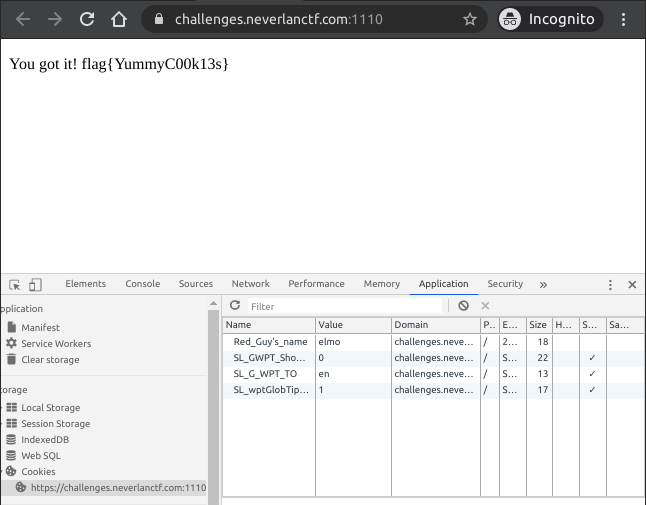 challenges.neverlanctf.com:1110 Incognito
You got it! flag{YummyC00k13s}
Elements Console Sources Network Performance Memory Application Security »
pplication
Manifest
Service Workers
Clear storage
torage
Local Storage
Session Storage
IndexedDB
Web SQL
Cookies
https://challenges.neverlanctf.com:1110
Filter
Name Value Domain P... E... Size H... S... Sa...
Red_Guy's_name elmo challenges.neve... / 2... 18
SL_GWPT_Sho... 0 challenges.neve... / S... 22 ✓
SL_G_WPT_TO en challenges.neve... / S... 13 ✓
SL_wptGlobTip... 1 challenges.neve... / S... 17 ✓